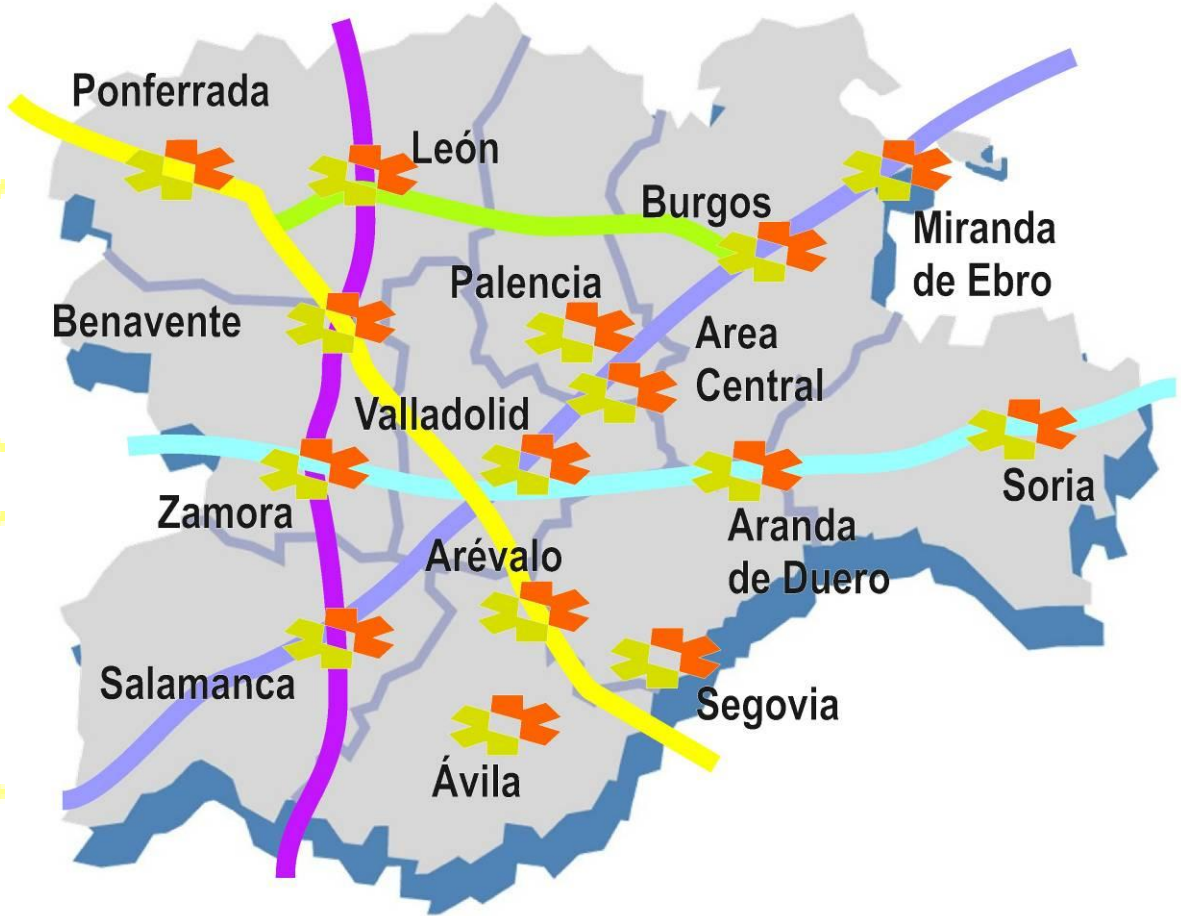 Ponferrada
León
Burgos
Miranda
de Ebro
Palencia
Benavente
Area
Central
Valladolid
Soria
Zamora
Aranda
de Duero
Arévalo
Salamanca
Segovia
Ávila